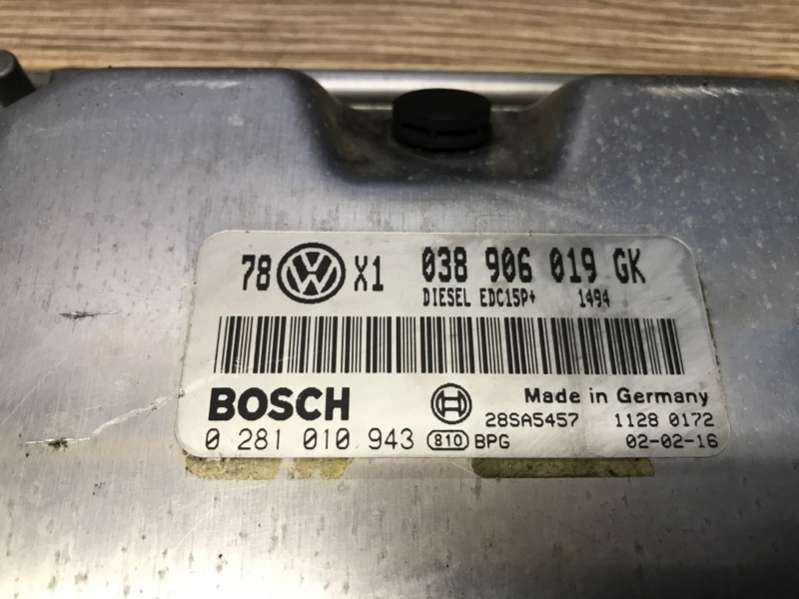 78 VW X1 038 906 019 GK
DIESEL EDC15P+ 1494
BOSCH Made in Germany
28SA5457 1128 0172
0 281 010 943 810 BPG 02-02-16